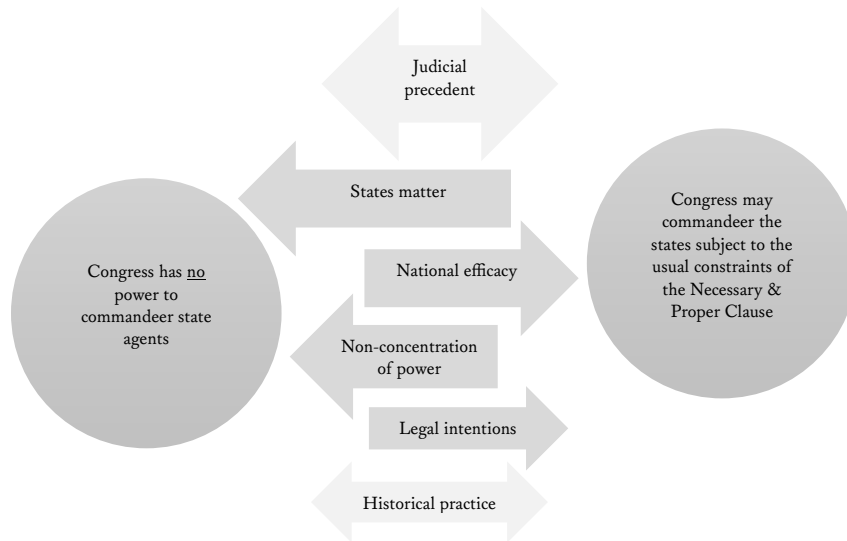 Judicial
precedent
States matter
National efficacy
Non-concentration
of power
Legal intentions
Historical practice
Congress has no
power to
commandeer state
agents
Congress may
commandeer the
states subject to the
usual constraints of
the Necessary &
Proper Clause